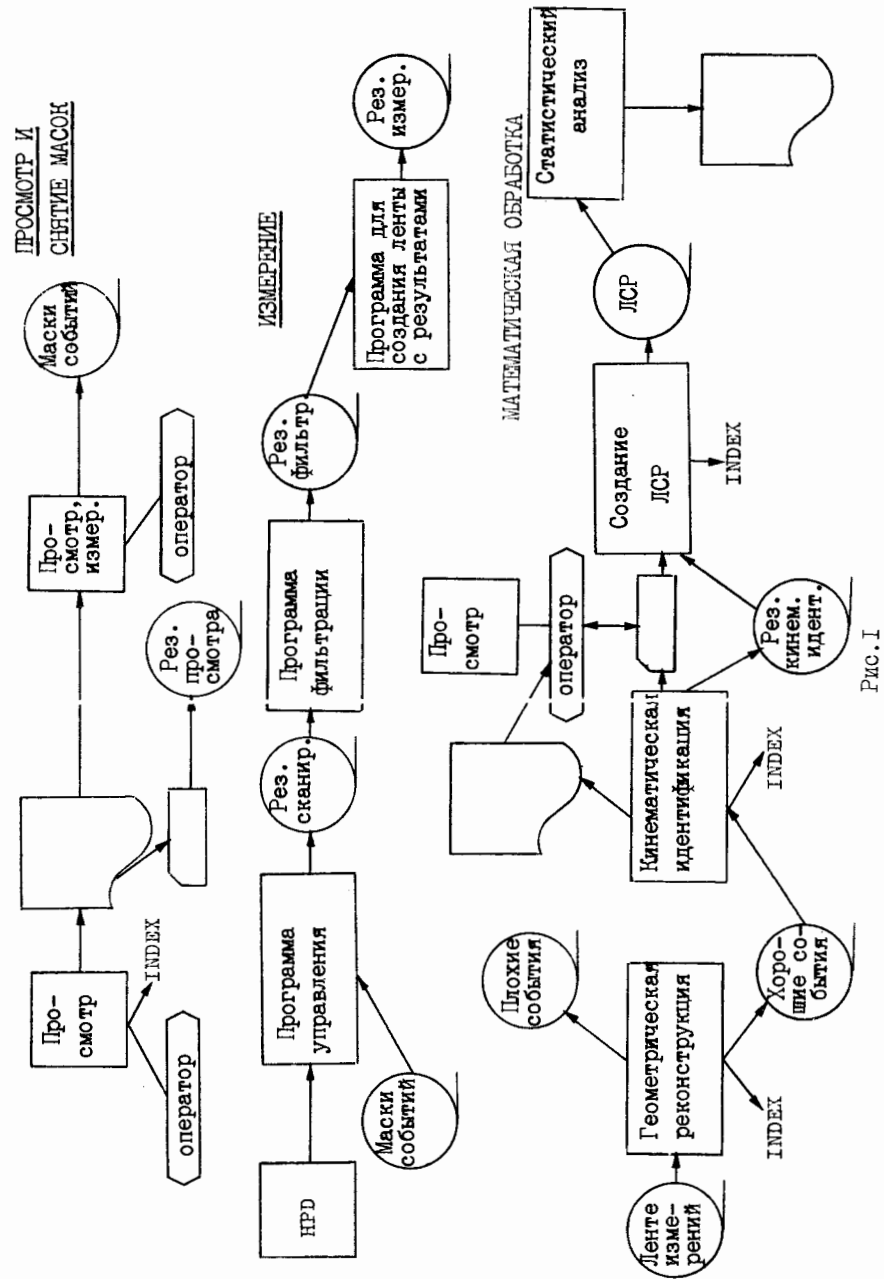 ПРОСМОТР И
СНЯТИЕ МАСОК
Про-
смотр
INDEX
оператор
Рез.
про-
смотра
Про-
смотр,
измер.
оператор
Маски
событий
ИЗМЕРЕНИЕ
HPD
Маски
событий
Программа
управления
Рез.
сканир.
Программа
фильтрации
Рез.
фильтр.
Программа для
создания ленты
с результатами
Рез.
измер.
МАТЕМАТИЧЕСКАЯ ОБРАБОТКА
Ленте
изме-
рений
Геометрическая
реконструкция
INDEX
Плохие
события
Хоро-
шие со-
бытия
Кинематическая
идентификация
INDEX
Про-
смотр
оператор
Рез.
кинем.
идент.
Создание
ЛСР
INDEX
ЛСР
Статистический
анализ
Рис.I